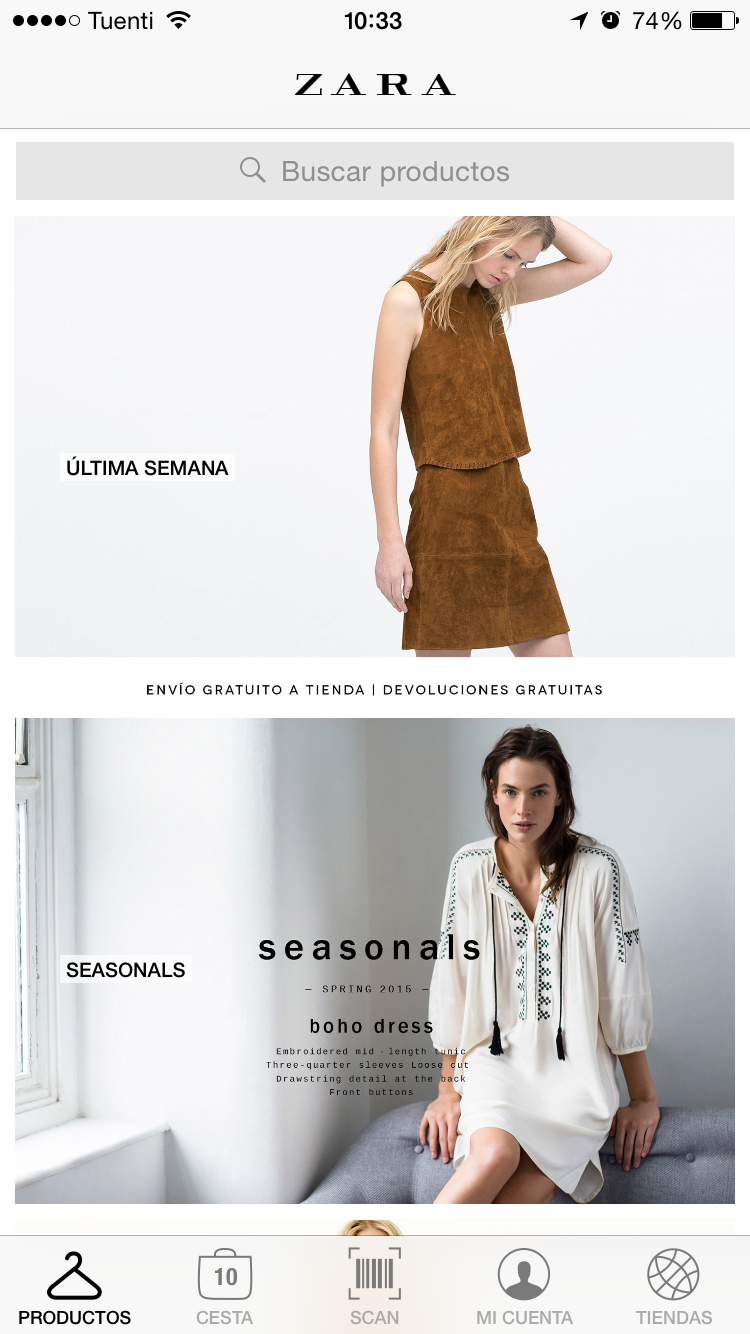 Tuenti 10:33 74%
ZARA
Buscar productos
ÚLTIMA SEMANA
ENVÍO GRATUITO A TIENDA | DEVOLUCIONES GRATUITAS
seasonals
SEASONALS
— SPRING 2015 —
boho dress
Embroidered mid-length tunic
Three-quarter sleeves Loose cut
Drawstring detail at the back
Front buttons
10
PRODUCTOS CESTA SCAN MI CUENTA TIENDAS